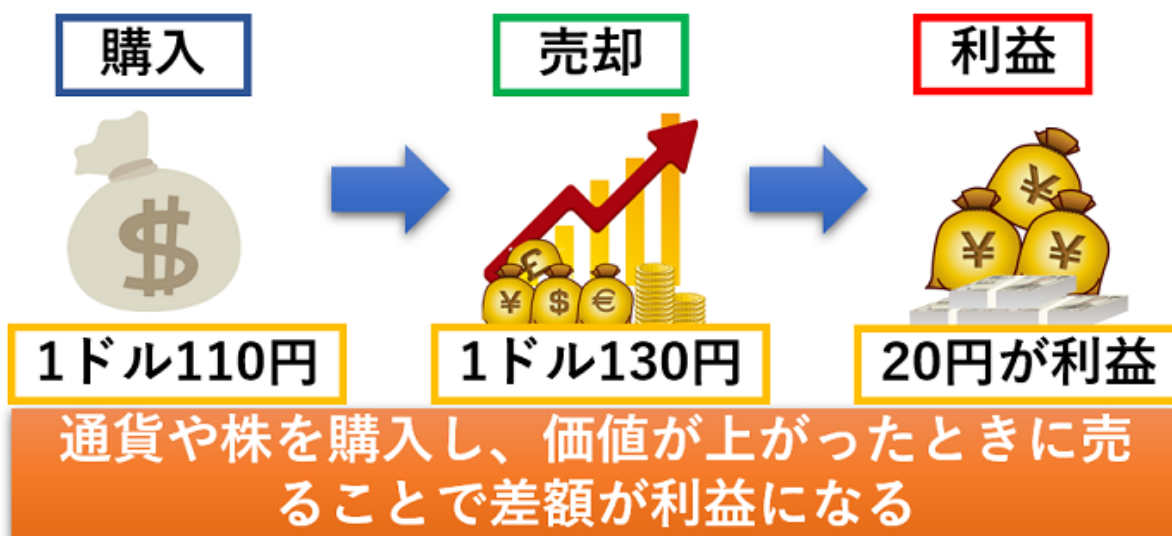 購入
売却
利益
$
£
¥
$
€
¥
¥
¥
1ドル110円
1ドル130円
20円が利益
通貨や株を購入し、価値が上がったときに売
ることで差額が利益になる